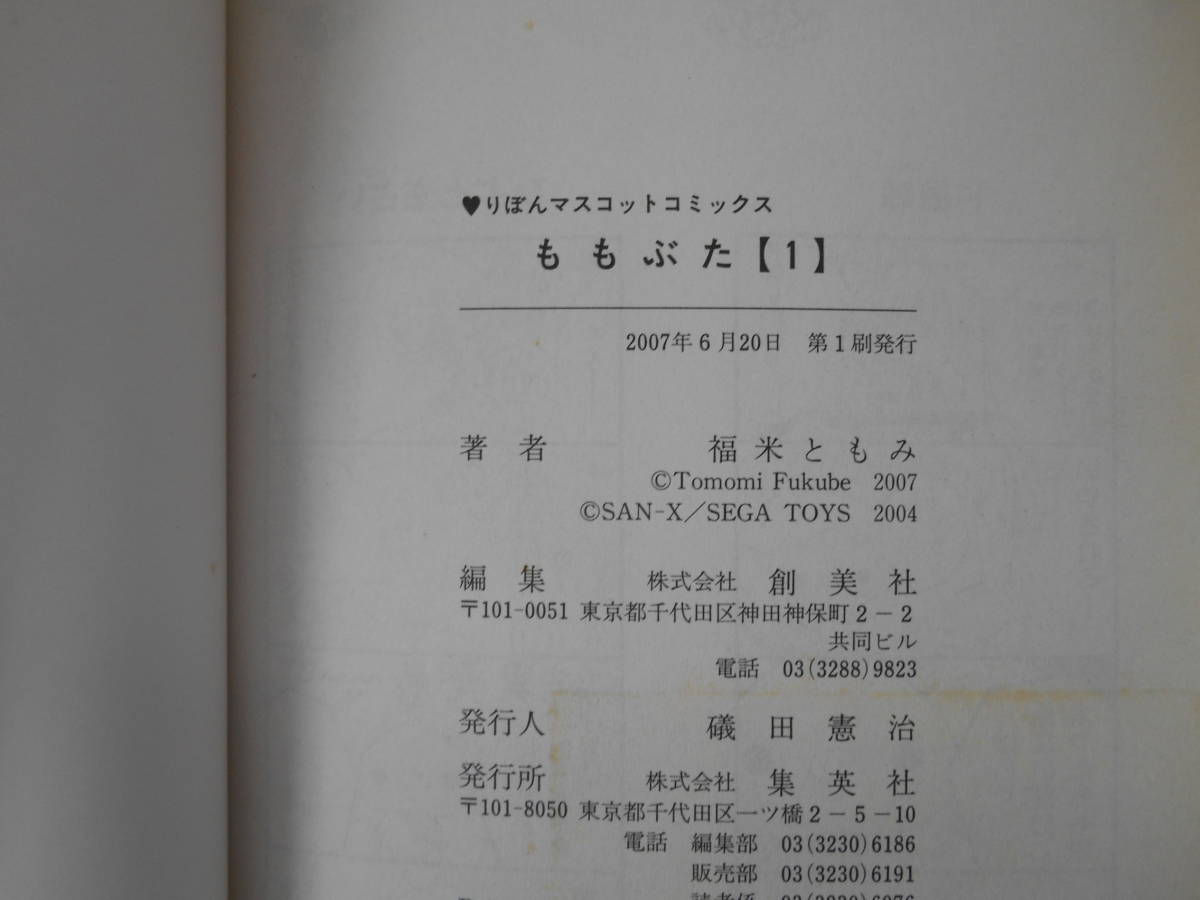 ♥りぼんマスコットコミックス
ももぶた【1】
2007年6月20日　第1刷発行
著者　福米ともみ
©Tomomi Fukube 2007
©SAN-X／SEGA TOYS 2004
編集　株式会社 創美社
〒101-0051 東京都千代田区神田神保町2－2
共同ビル
電話 03(3288)9823
発行人　礒田憲治
発行所　株式会社 集英社
〒101-8050 東京都千代田区一ツ橋2－5－10
電話 編集部 03(3230)6186
販売部 03(3230)6191